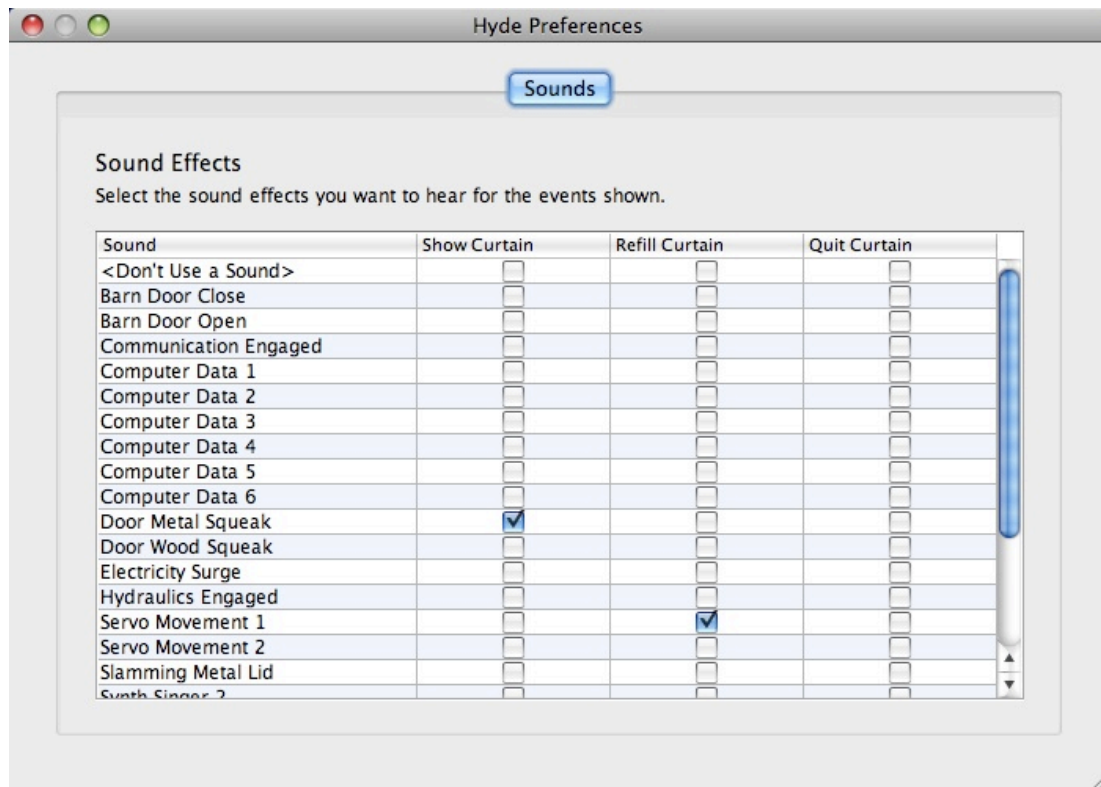 Hyde Preferences
Sounds
Sound Effects
Select the sound effects you want to hear for the events shown.
Sound Show Curtain Refill Curtain Quit Curtain
<Don't Use a Sound>
Barn Door Close
Barn Door Open
Communication Engaged
Computer Data 1
Computer Data 2
Computer Data 3
Computer Data 4
Computer Data 5
Computer Data 6
Door Metal Squeak
Door Wood Squeak
Electricity Surge
Hydraulics Engaged
Servo Movement 1
Servo Movement 2
Slamming Metal Lid
Synth Singer 2